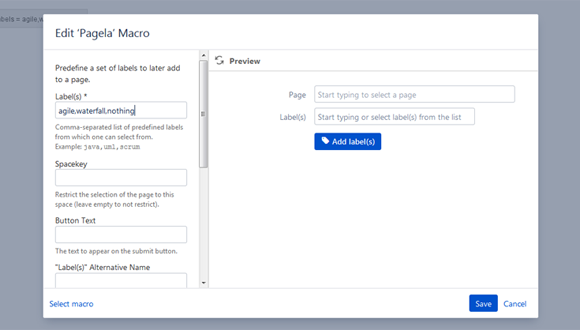 abels = agile,w
Edit 'Pagela' Macro
Predefine a set of labels to later add
to a page.
Label(s) *
agile,waterfall,nothing
Comma-separated list of predefined labels
from which one can select from.
Example: java,uml,scrum
Spacekey
Restrict the selection of the page to this
space (leave empty to not restrict).
Button Text
The text to appear on the submit button.
"Label(s)" Alternative Name
Preview
Page
Start typing to select a page
Label(s)
Start typing or select label(s) from the list
Add label(s)
Select macro
Save
Cancel